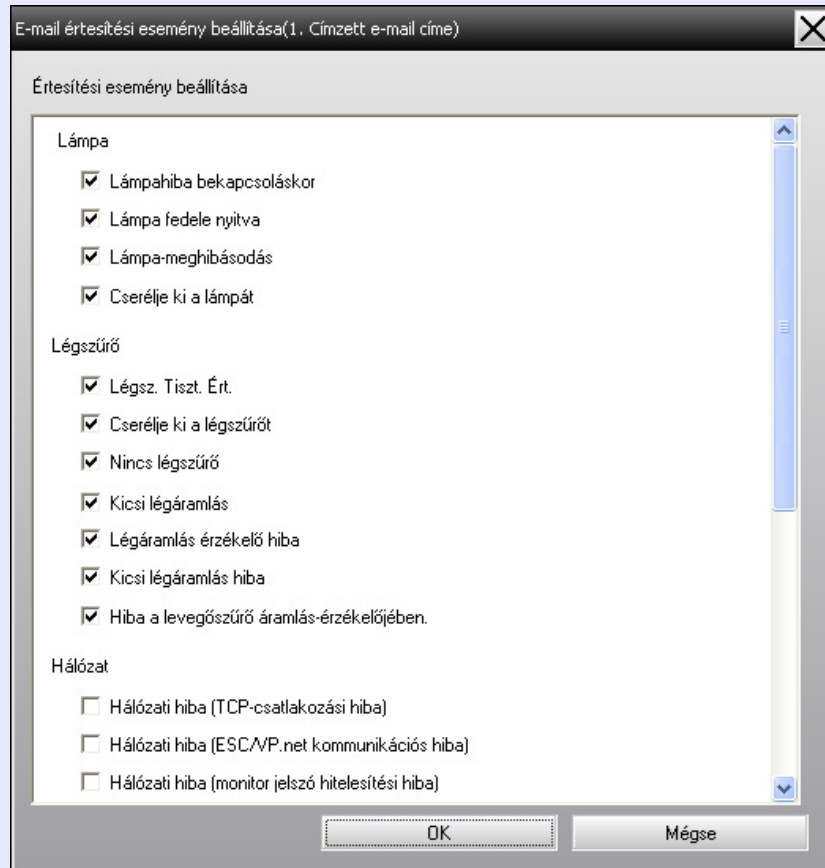 E-mail értesítési esemény beállítása(1. Címzett e-mail címe)
Értesítési esemény beállítása
Lámpa
Lámpahiba bekapcsoláskor
Lámpa fedele nyitva
Lámpa-meghibásodás
Cserélje ki a lámpát
Légszűrő
Légsz. Tiszt. Ért.
Cserélje ki a légszűrőt
Nincs légszűrő
Kicsi légáramlás
Légáramlás érzékelő hiba
Kicsi légáramlás hiba
Hiba a levegőszűrő áramlás-érzékelőjében.
Hálózat
Hálózati hiba (TCP-csatlakozási hiba)
Hálózati hiba (ESC/VP.net kommunikációs hiba)
Hálózati hiba (monitor jelszó hitelesítési hiba)
OK
Mégse